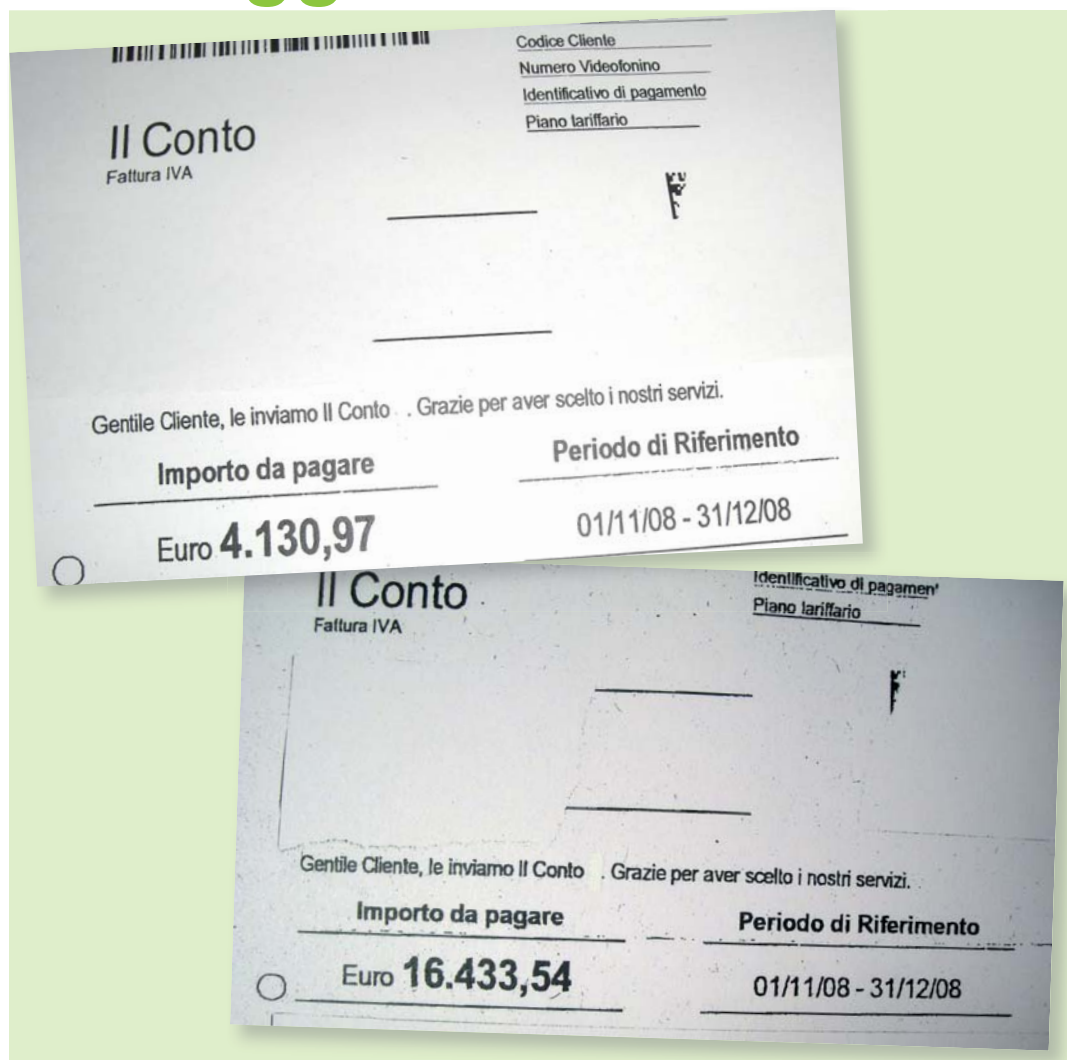 Codice Cliente
Numero Videofonino
Identificativo di pagamento
Piano tariffario
Il Conto
Fattura IVA
Gentile Cliente, le inviamo Il Conto . Grazie per aver scelto i nostri servizi.
Importo da pagare
Periodo di Riferimento
Euro 4.130,97
01/11/08 - 31/12/08
Il Conto
Fattura IVA
Identificativo di pagamen
Piano tariffario
Gentile Cliente, le inviamo Il Conto . Grazie per aver scelto i nostri servizi.
Importo da pagare
Periodo di Riferimento
Euro 16.433,54
01/11/08 - 31/12/08